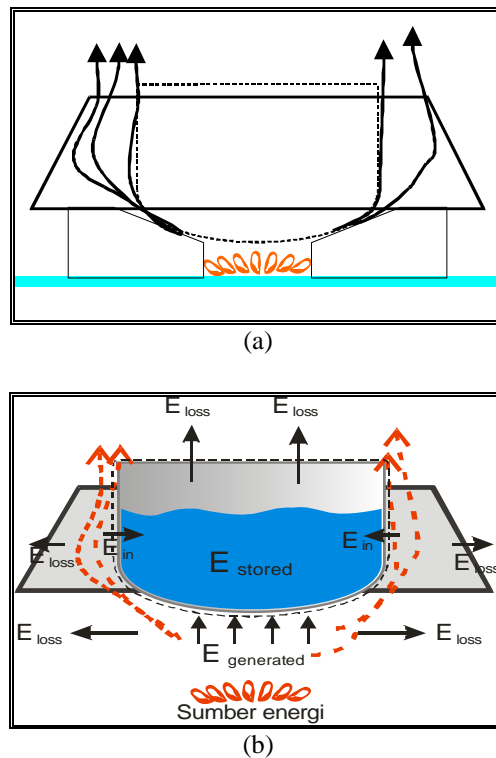 (a)
E loss E loss
E loss E in E stored E in E loss
E loss E generated E loss
Sumber energi
(b)